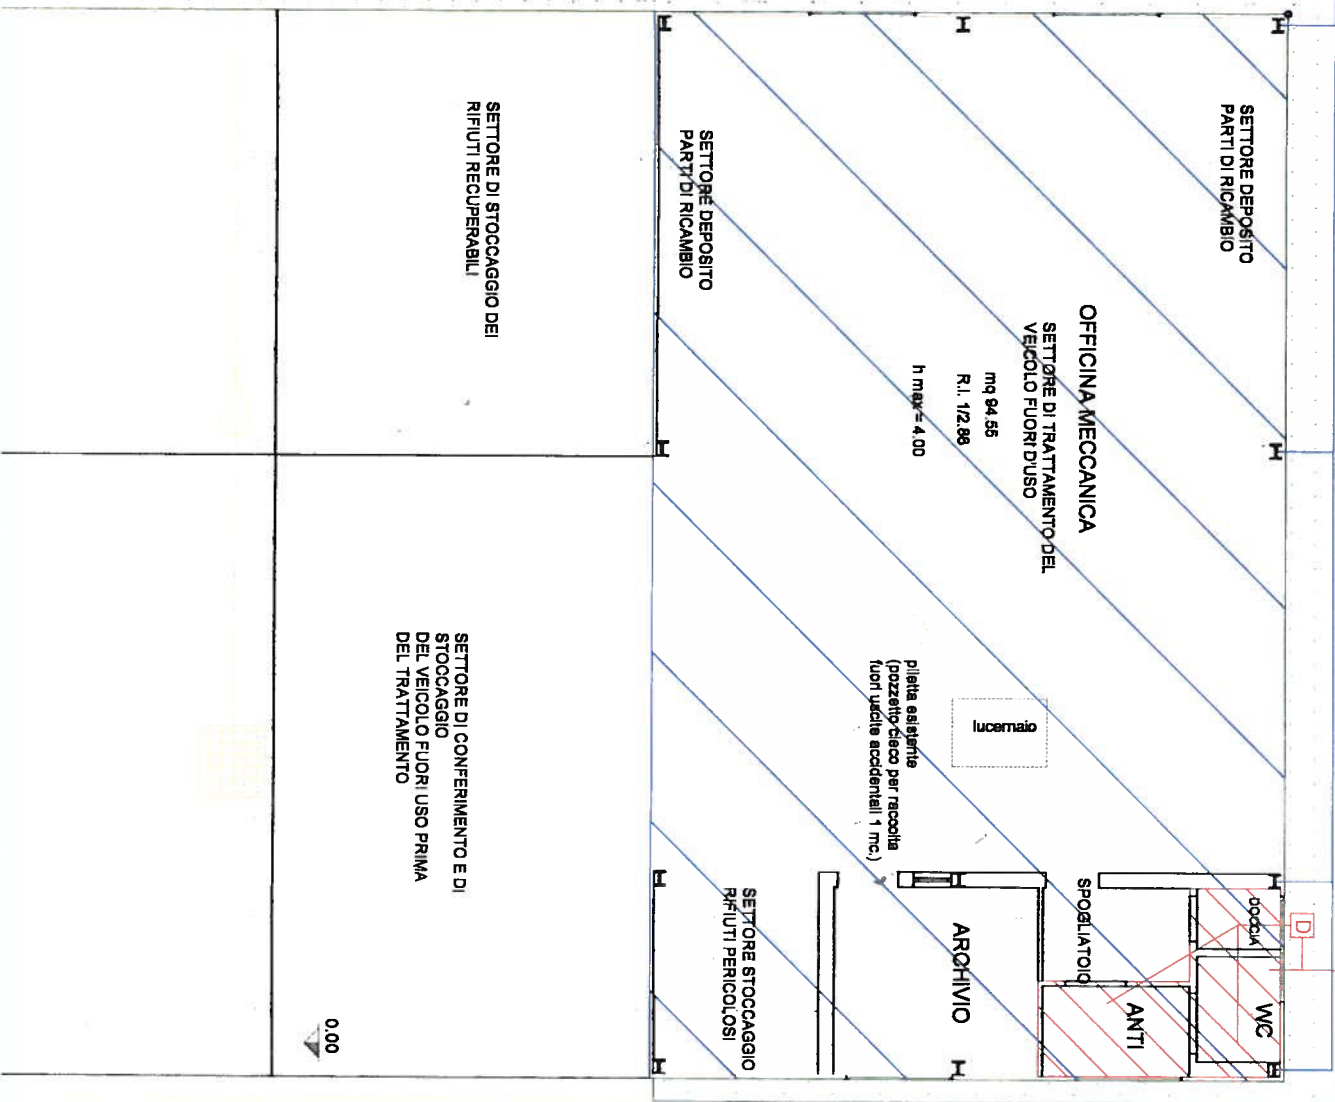 SETTORE DEPOSITO
PARTI DI RICAMBIO
OFFICINA MECCANICA
SETTORE DI TRATTAMENTO DEL
VEICOLO FUORI D'USO
mq 94.55
R.I. 1/2.86
h max = 4.00
SETTORE DEPOSITO
PARTI DI RICAMBIO
SETTORE DI STOCCAGGIO DEI
RIFIUTI RECUPERABILI
lucernaio
piletta esistente
(pozzetto cieco per raccolta
fuori uscite accidentali 1 mc.)
SETTORE DI CONFERIMENTO E DI
STOCCAGGIO
DEL VEICOLO FUORI USO PRIMA
DEL TRATTAMENTO
D
DOCCIA
WC
SPOGLIATOIO
ANTI
ARCHIVIO
SETTORE STOCCAGGIO
RIFIUTI PERICOLOSI
0.00